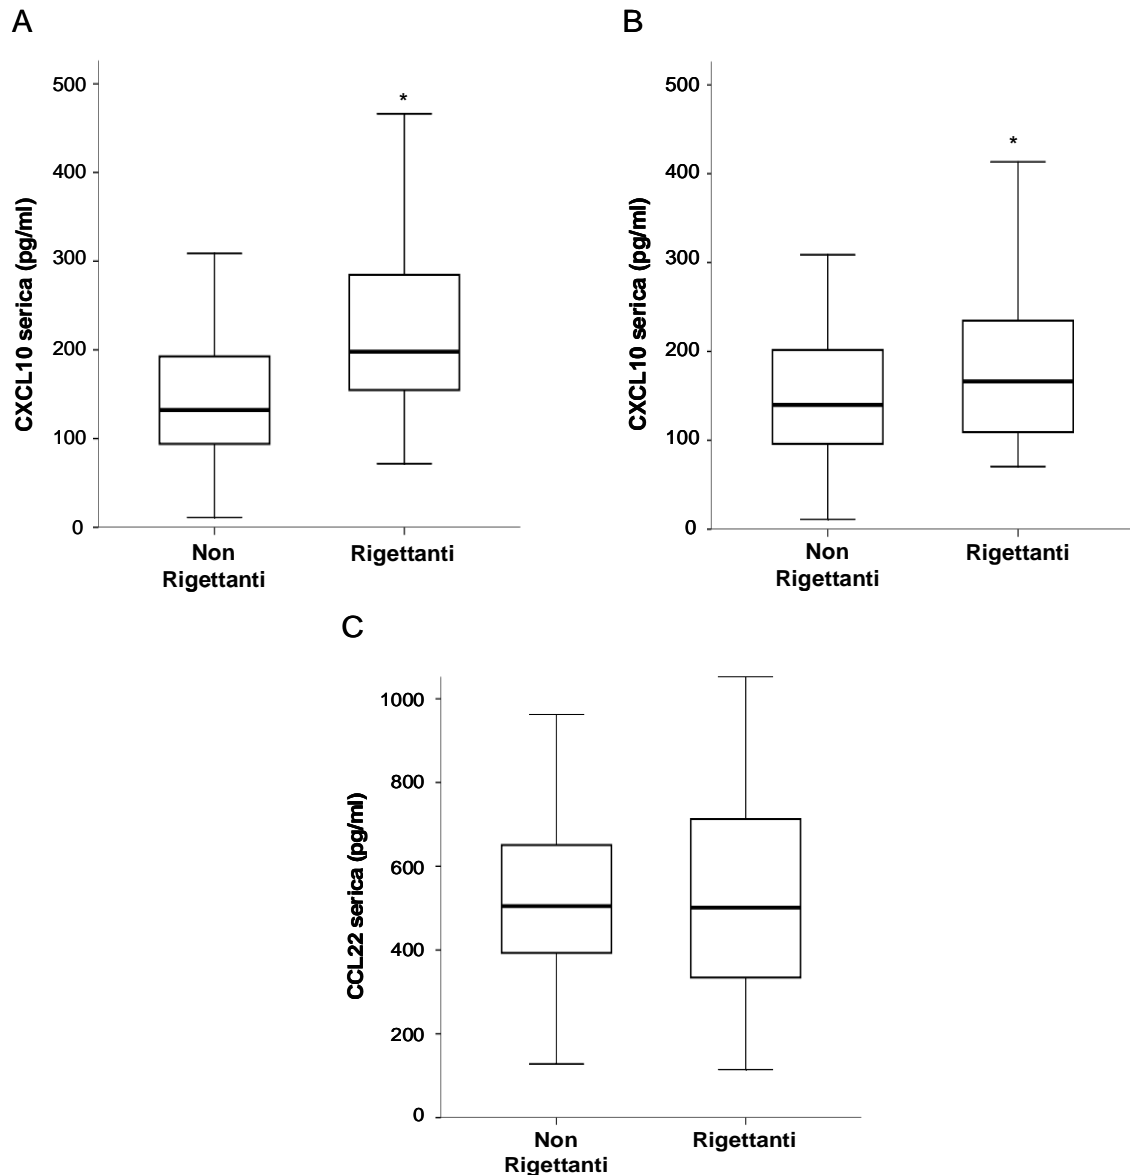 A
CXCL10 serica (pg/ml)
500
*
400
300
200
100
0
Non
Rigettanti
Rigettanti
B
CXCL10 serica (pg/ml)
500
*
400
300
200
100
0
Non
Rigettanti
Rigettanti
C
CCL22 serica (pg/ml)
1000
800
600
400
200
0
Non
Rigettanti
Rigettanti